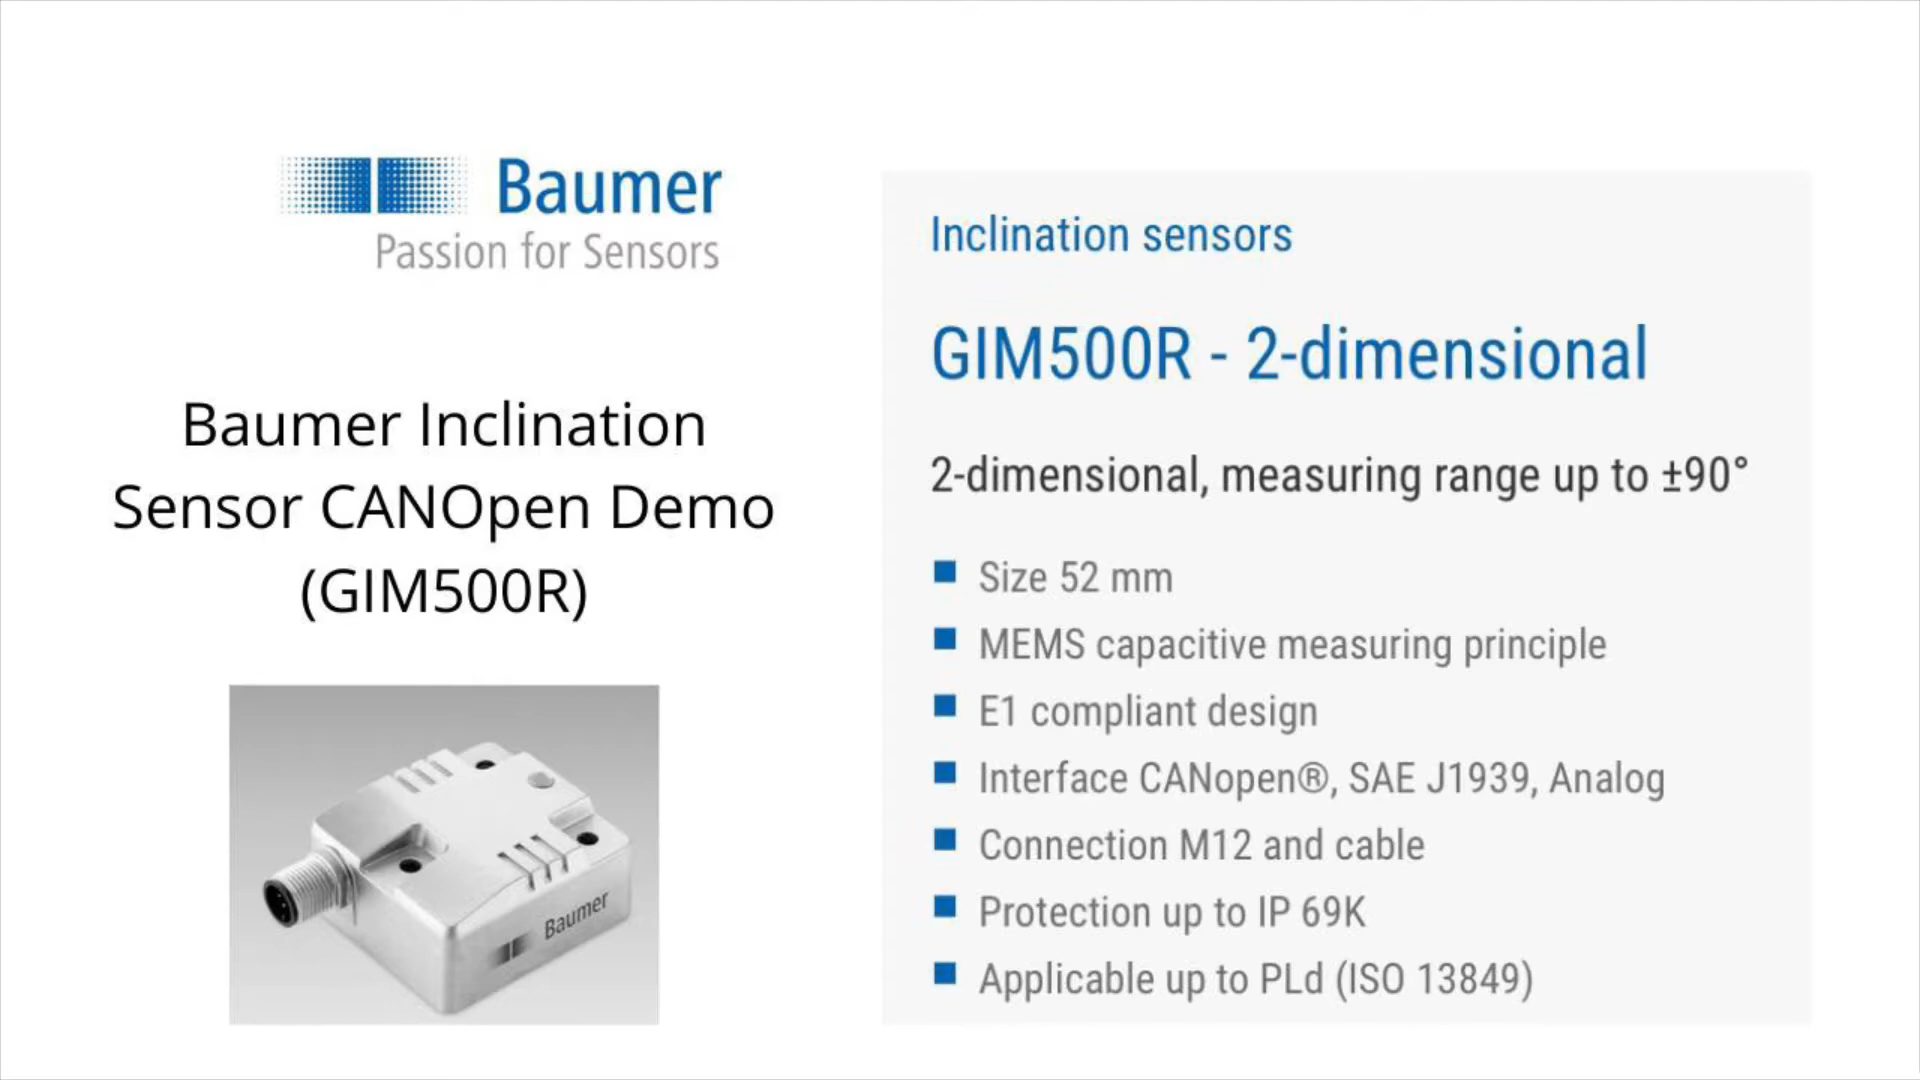 Baumer
Passion for Sensors
Baumer Inclination
Sensor CANOpen Demo
(GIM500R)
Baumer
Inclination sensors
GIM500R - 2-dimensional
2-dimensional, measuring range up to ±90°
Size 52 mm
MEMS capacitive measuring principle
E1 compliant design
Interface CANopen®, SAE J1939, Analog
Connection M12 and cable
Protection up to IP 69K
Applicable up to PLd (ISO 13849)